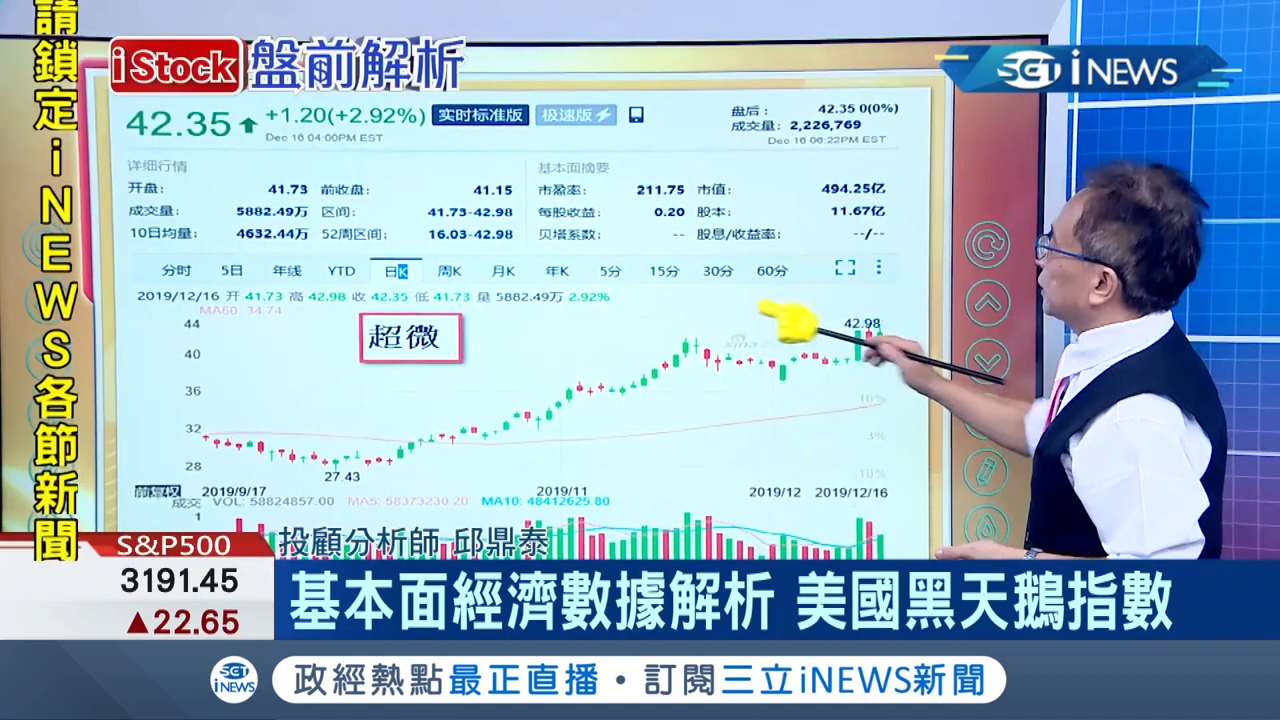 請鎖定iNEWS各節新聞
iStock 盤前解析
SET iNEWS
42.35 +1.20(+2.92%) 实时标准版 极速版
Dec 16 04:00PM EST
盘后: 42.35 0(0%)
成交量: 2,226,769
Dec 16 06:22PM EST
详细行情 基本面摘要
开盘: 41.73 前收盘: 41.15 市盈率: 211.75 市值: 494.25亿
成交量: 5882.49万 区间: 41.73-42.98 每股收益: 0.20 股本: 11.67亿
10日均量: 4632.44万 52周区间: 16.03-42.98 贝塔系数: -- 股息/收益率: --/--
分时 5日 年线 YTD 日K 周K 月K 年K 5分 15分 30分 60分
2019/12/16 开 41.73 高 42.98 收 42.35 低 41.73 量 5882.49万 2.92%
MA60: 34.74
超微
sina
42.98
44
40
36
32
28
10%
3%
-10%
27.43
前复权 2019/9/17 2019/11 2019/12 2019/12/16
成交 VOL: 58824857.00 MA5: 58373230.20 MA10: 48412625.80
1
投顧分析師 邱鼎泰
S&P500
3191.45
▲22.65
基本面經濟數據解析 美國黑天鵝指數
SET iNEWS 政經熱點最正直播・訂閱三立iNEWS新聞